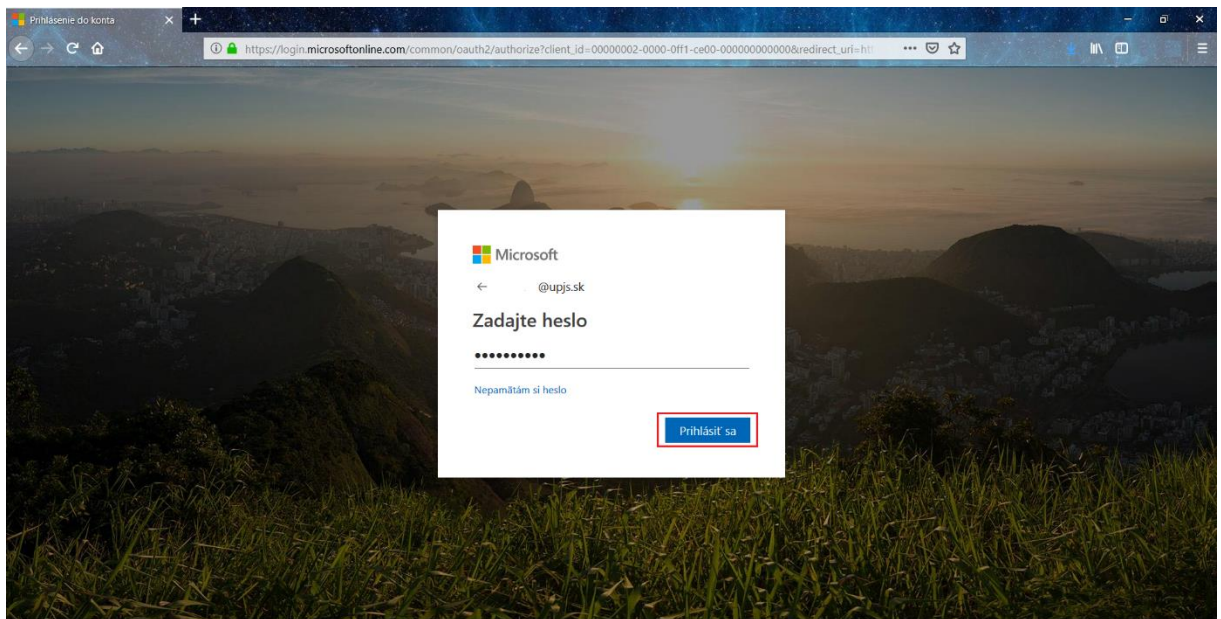 Prihlásenie do konta
https://login.microsoftonline.com/common/oauth2/authorize?client_id=00000002-0000-0ff1-ce00-000000000000&redirect_uri=htt
Microsoft
@upjs.sk
Zadajte heslo
Nepamätám si heslo
Prihlásiť sa